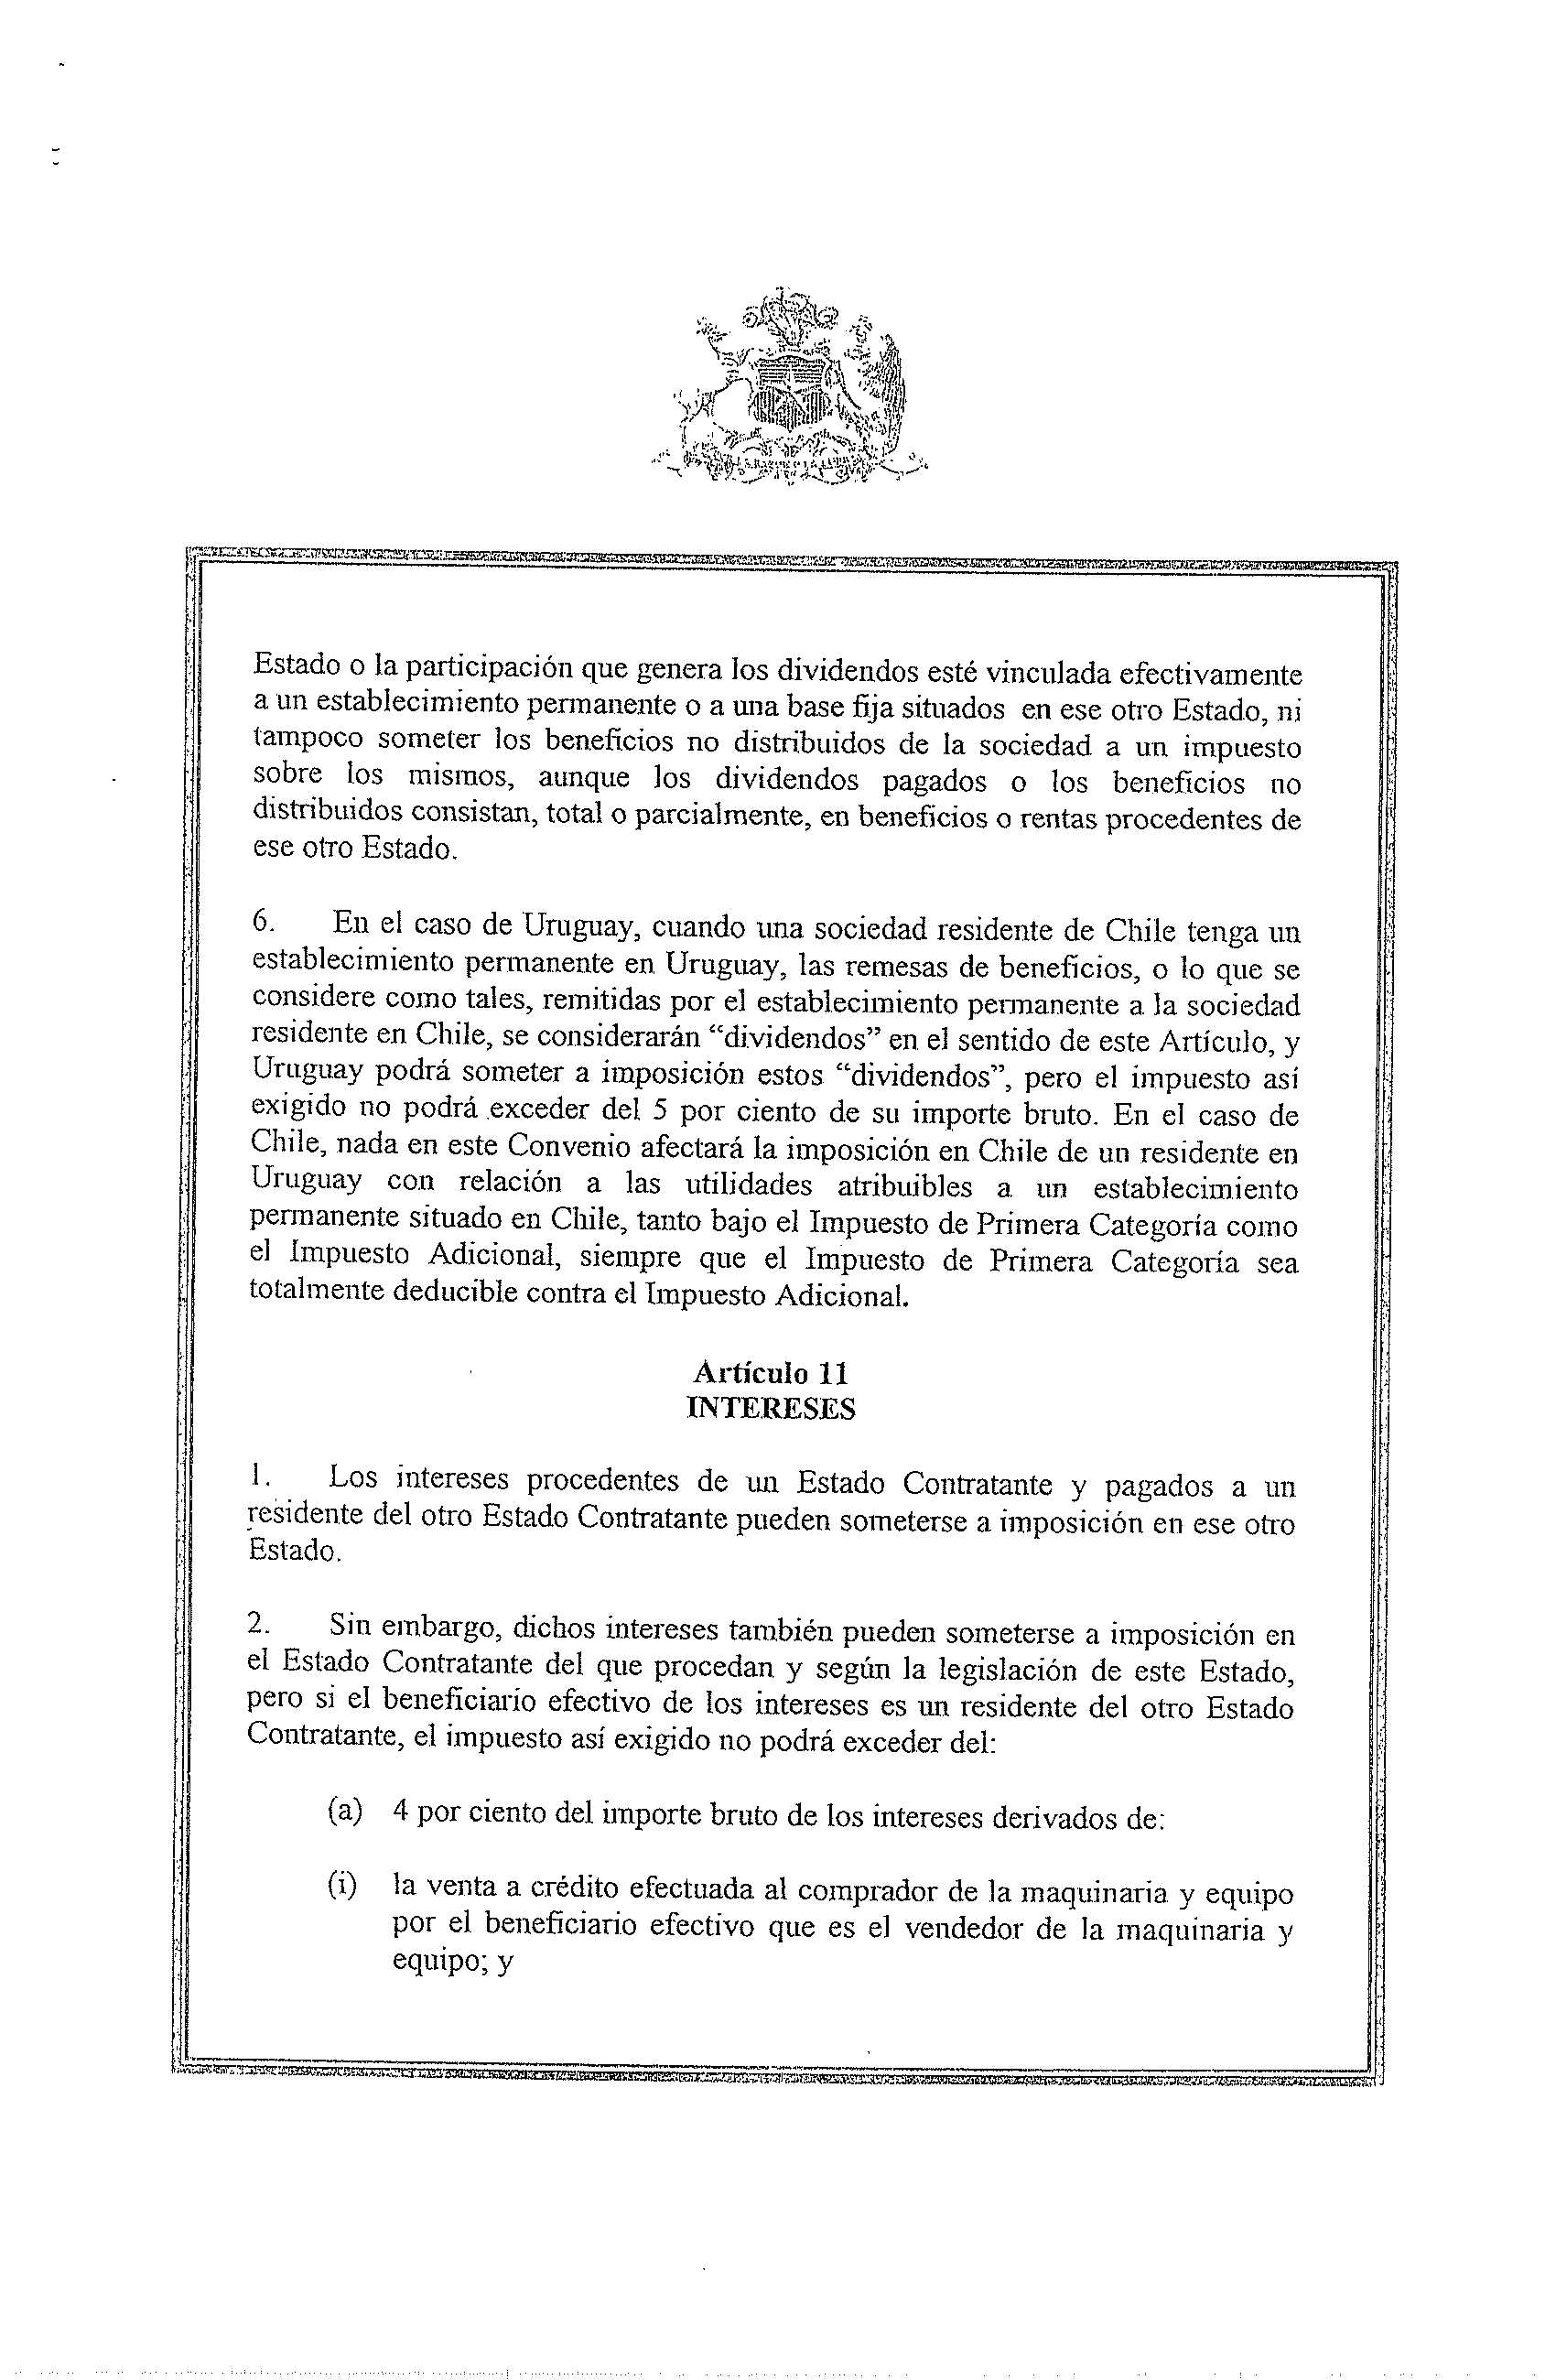 Estado o la participación que genera los dividendos esté vinculada efectivamente
a un establecimiento permanente o a una base fija situados en ese otro Estado, ni
tampoco someter los beneficios no distribuidos de la sociedad a un impuesto
sobre los mismos, aunque los dividendos pagados o los beneficios no
distribuidos consistan, total o parcialmente, en beneficios o rentas procedentes de
ese otro Estado.
6. En el caso de Uruguay, cuando una sociedad residente de Chile tenga un
establecimiento permanente en Uruguay, las remesas de beneficios, o lo que se
considere como tales, remitidas por el establecimiento permanente a la sociedad
residente en Chile, se considerarán “dividendos” en el sentido de este Artículo, y
Uruguay podrá someter a imposición estos “dividendos”, pero el impuesto así
exigido no podrá exceder del 5 por ciento de su importe bruto. En el caso de
Chile, nada en este Convenio afectará la imposición en Chile de un residente en
Uruguay con relación a las utilidades atribuibles a un establecimiento
permanente situado en Chile, tanto bajo el Impuesto de Primera Categoría como
el Impuesto Adicional, siempre que el Impuesto de Primera Categoría sea
totalmente deducible contra el Impuesto Adicional.
Artículo 11
INTERESES
1. Los intereses procedentes de un Estado Contratante y pagados a un
residente del otro Estado Contratante pueden someterse a imposición en ese otro
Estado.
2. Sin embargo, dichos intereses también pueden someterse a imposición en
el Estado Contratante del que procedan y según la legislación de este Estado,
pero si el beneficiario efectivo de los intereses es un residente del otro Estado
Contratante, el impuesto así exigido no podrá exceder del:
(a) 4 por ciento del importe bruto de los intereses derivados de:
(i) la venta a crédito efectuada al comprador de la maquinaria y equipo
por el beneficiario efectivo que es el vendedor de la maquinaria y
equipo; y